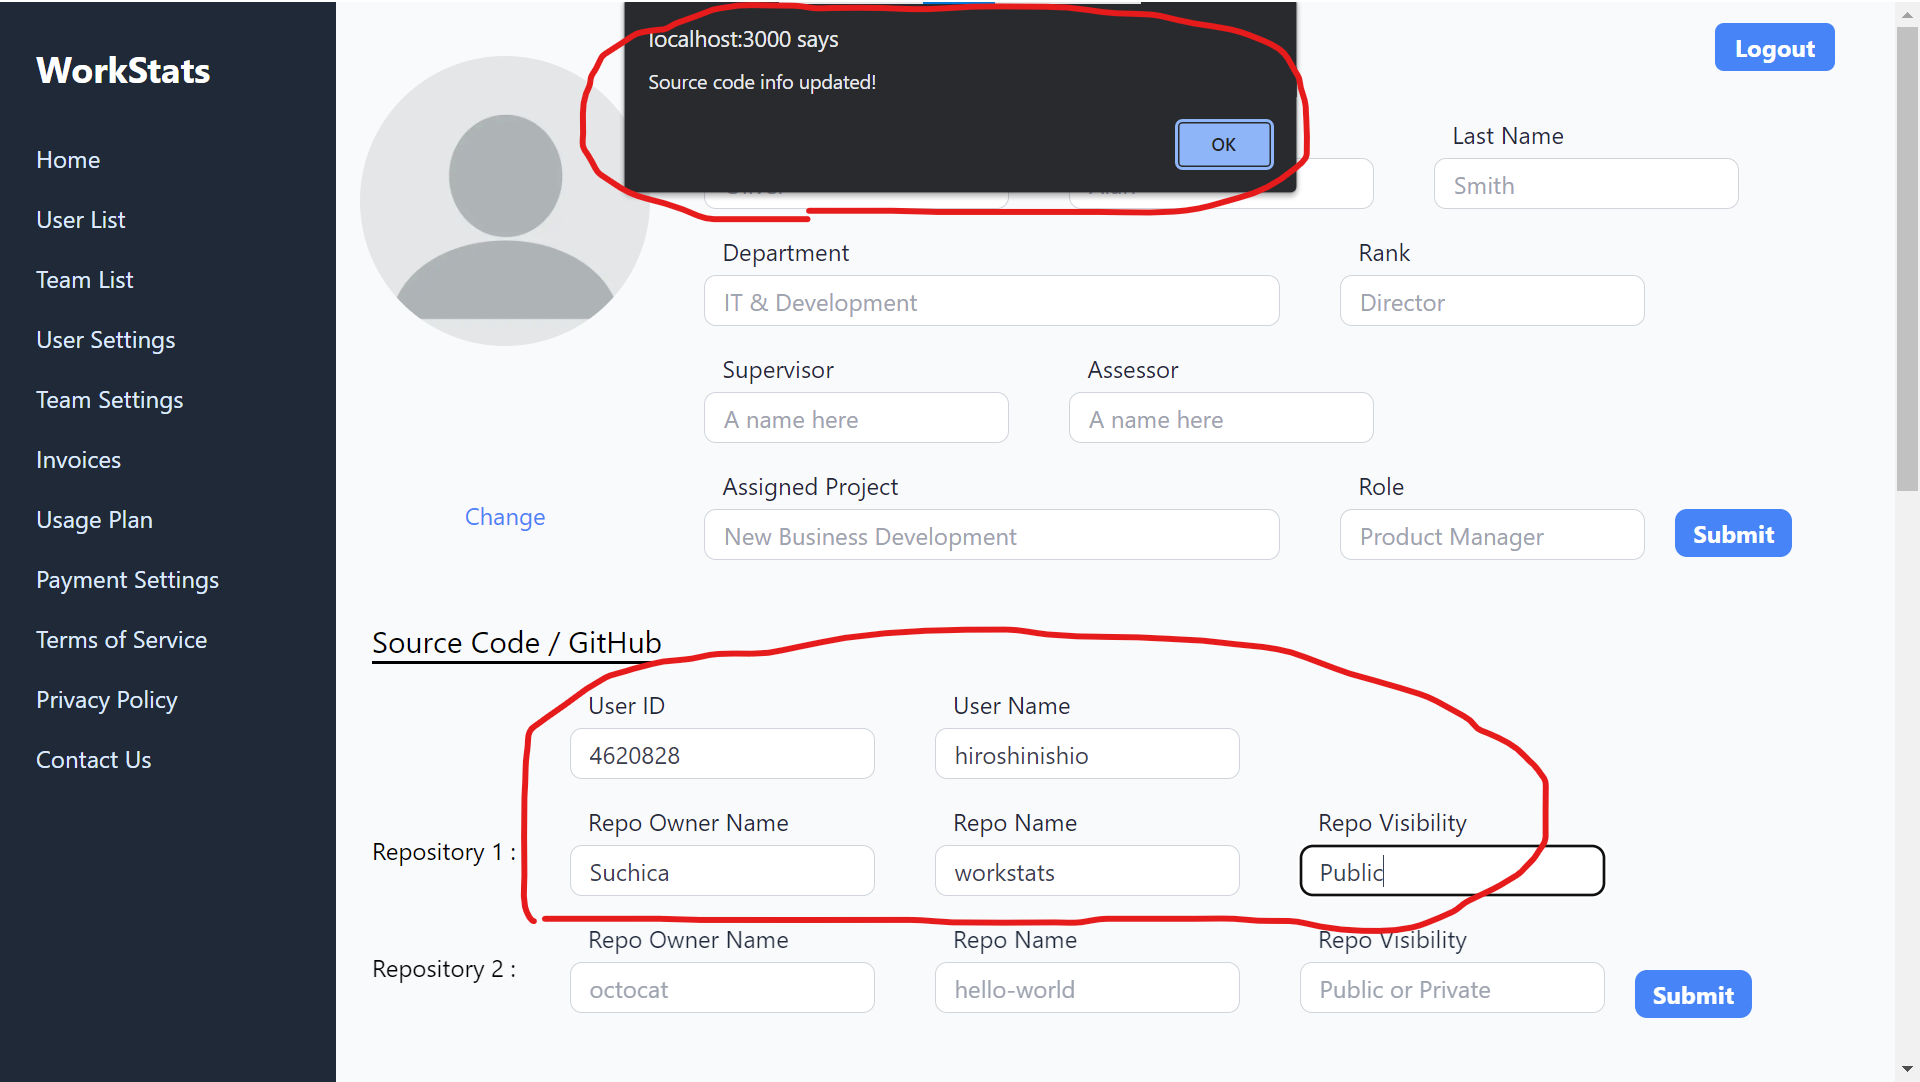 WorkStats
Home
User List
Team List
User Settings
Team Settings
Invoices
Usage Plan
Payment Settings
Terms of Service
Privacy Policy
Contact Us
localhost:3000 says
Source code info updated!
OK
Logout
Last Name
Smith
Department
Rank
IT & Development
Director
Supervisor
Assessor
A name here
A name here
Assigned Project
Role
Change
New Business Development
Product Manager
Submit
Source Code / GitHub
User ID
User Name
4620828
hiroshinishio
Repo Owner Name
Repo Name
Repo Visibility
Repository 1 :
Suchica
workstats
Public
Repo Owner Name
Repo Name
Repo Visibility
Repository 2 :
octocat
hello-world
Public or Private
Submit